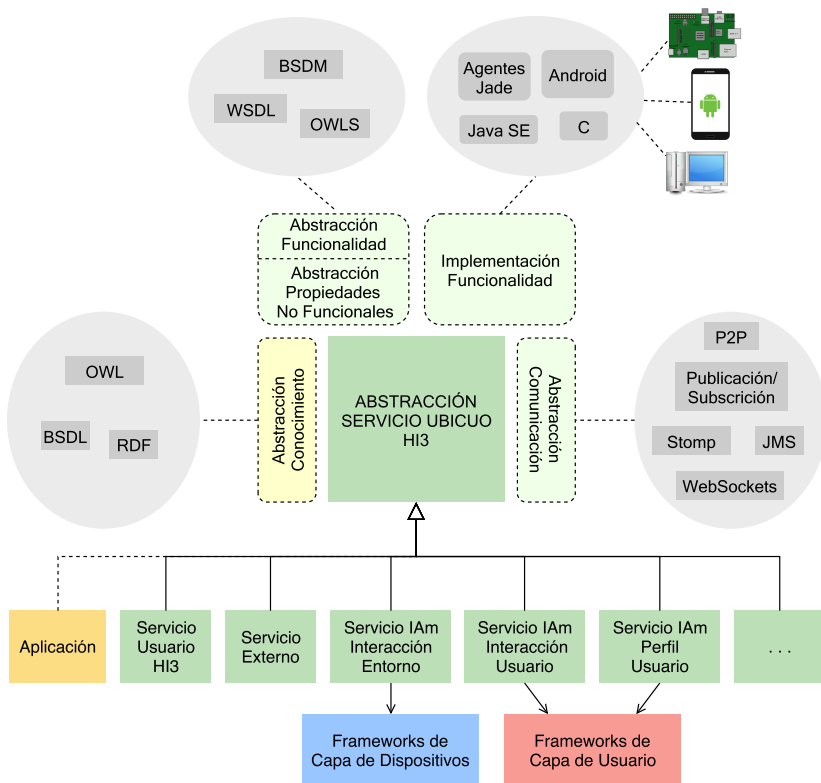 BSDM
WSDL
OWLS
Agentes
Jade
Android
Java SE
C
Abstracción
Funcionalidad
Abstracción
Propiedades
No Funcionales
Implementación
Funcionalidad
OWL
BSDL
RDF
Abstracción
Conocimiento
ABSTRACCIÓN
SERVICIO UBICUO
HI3
Abstracción
Comunicación
P2P
Publicación/
Subscrición
Stomp
JMS
WebSockets
Aplicación
Servicio
Usuario
HI3
Servicio
Externo
Servicio IAm
Interacción
Entorno
Servicio IAm
Interacción
Usuario
Servicio IAm
Perfil
Usuario
. . .
Frameworks de
Capa de Dispositivos
Frameworks de
Capa de Usuario